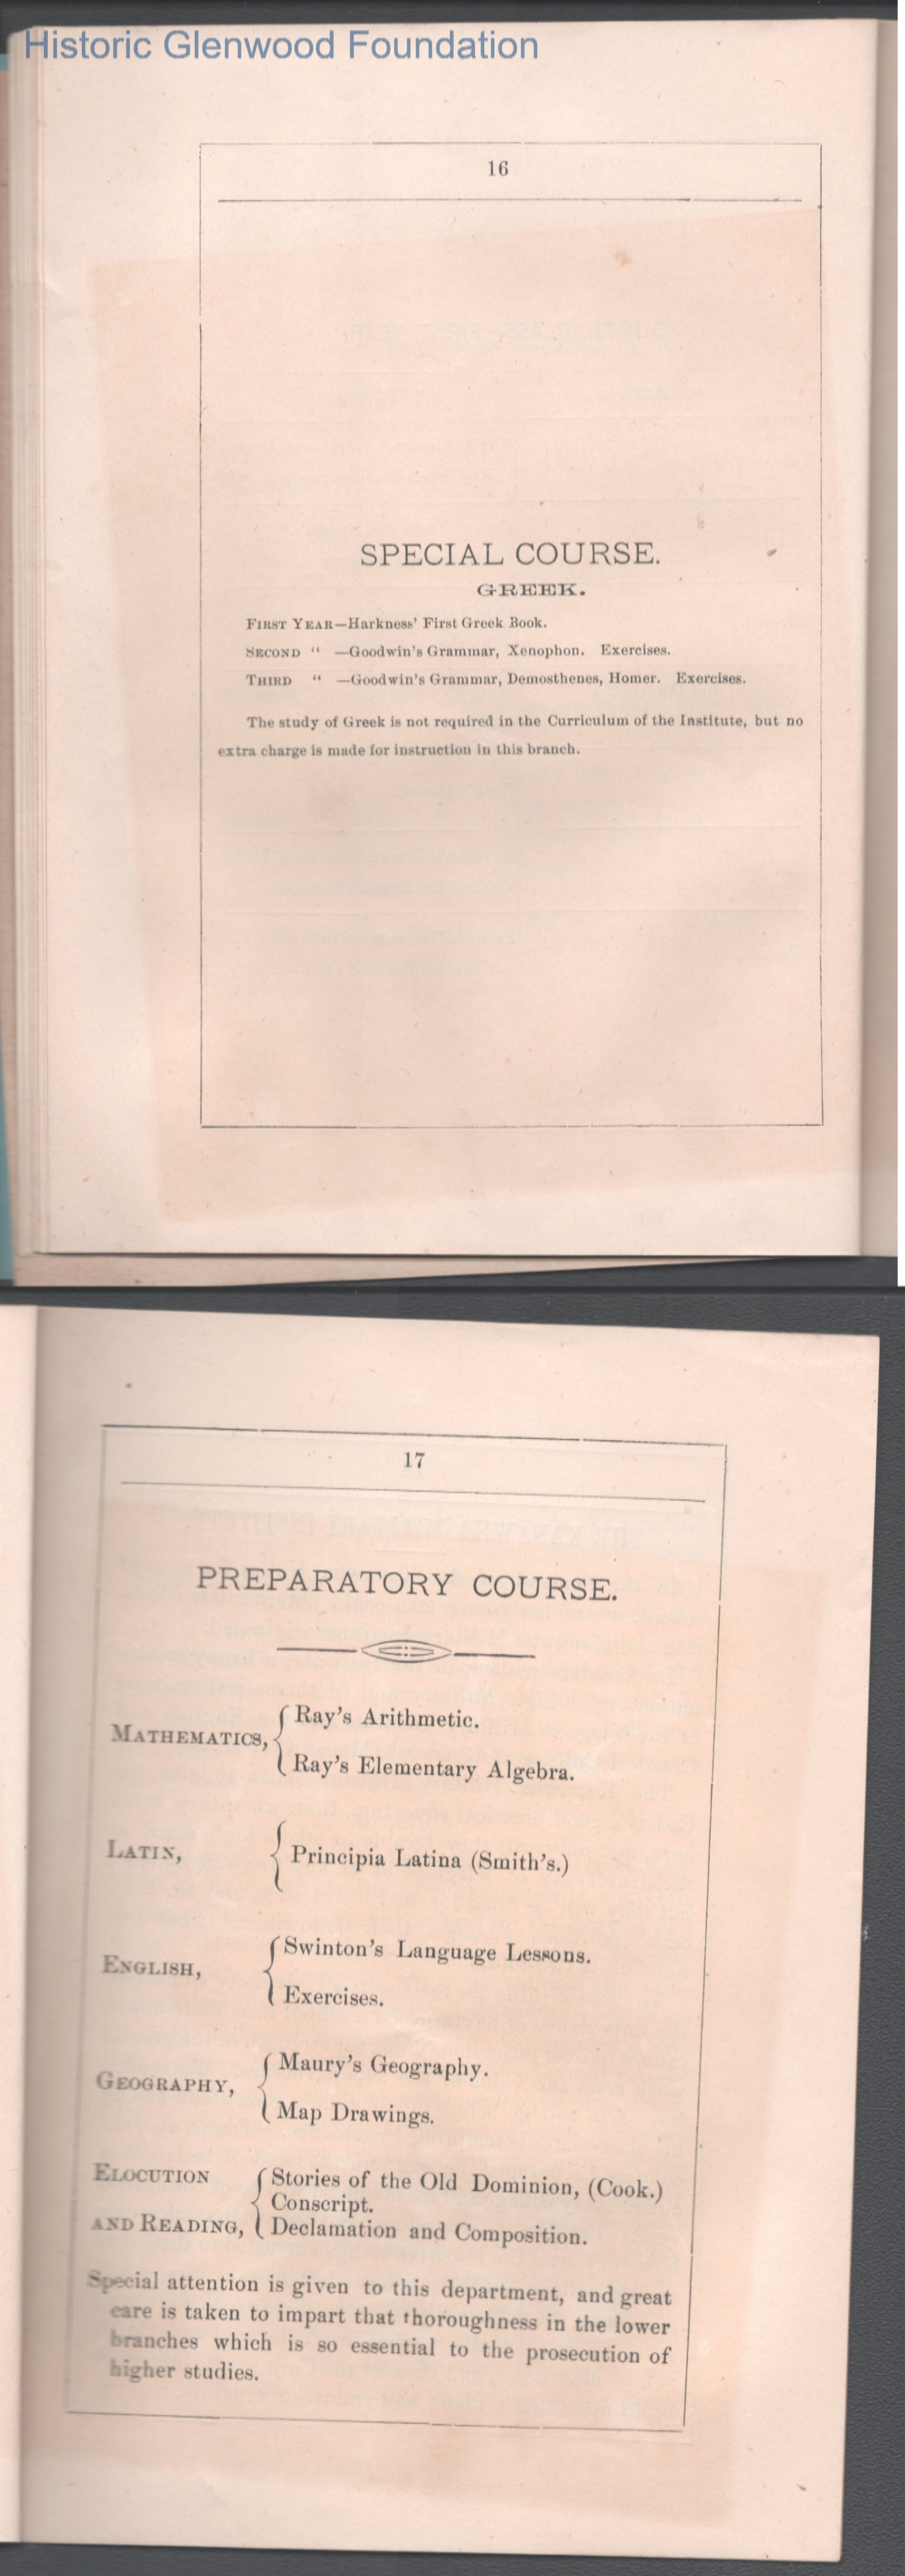 Historic Glenwood Foundation
16
SPECIAL COURSE.
GREEK.
FIRST YEAR—Harkness' First Greek Book.
SECOND " —Goodwin's Grammar, Xenophon. Exercises.
THIRD " —Goodwin's Grammar, Demosthenes, Homer. Exercises.
The study of Greek is not required in the Curriculum of the Institute, but no
extra charge is made for instruction in this branch.
17
PREPARATORY COURSE.
MATHEMATICS, { Ray's Arithmetic.
Ray's Elementary Algebra.
LATIN, { Principia Latina (Smith's.)
ENGLISH, { Swinton's Language Lessons.
Exercises.
GEOGRAPHY, { Maury's Geography.
Map Drawings.
ELOCUTION { Stories of the Old Dominion, (Cook.)
Conscript.
AND READING, Declamation and Composition.
Special attention is given to this department, and great
care is taken to impart that thoroughness in the lower
branches which is so essential to the prosecution of
higher studies.